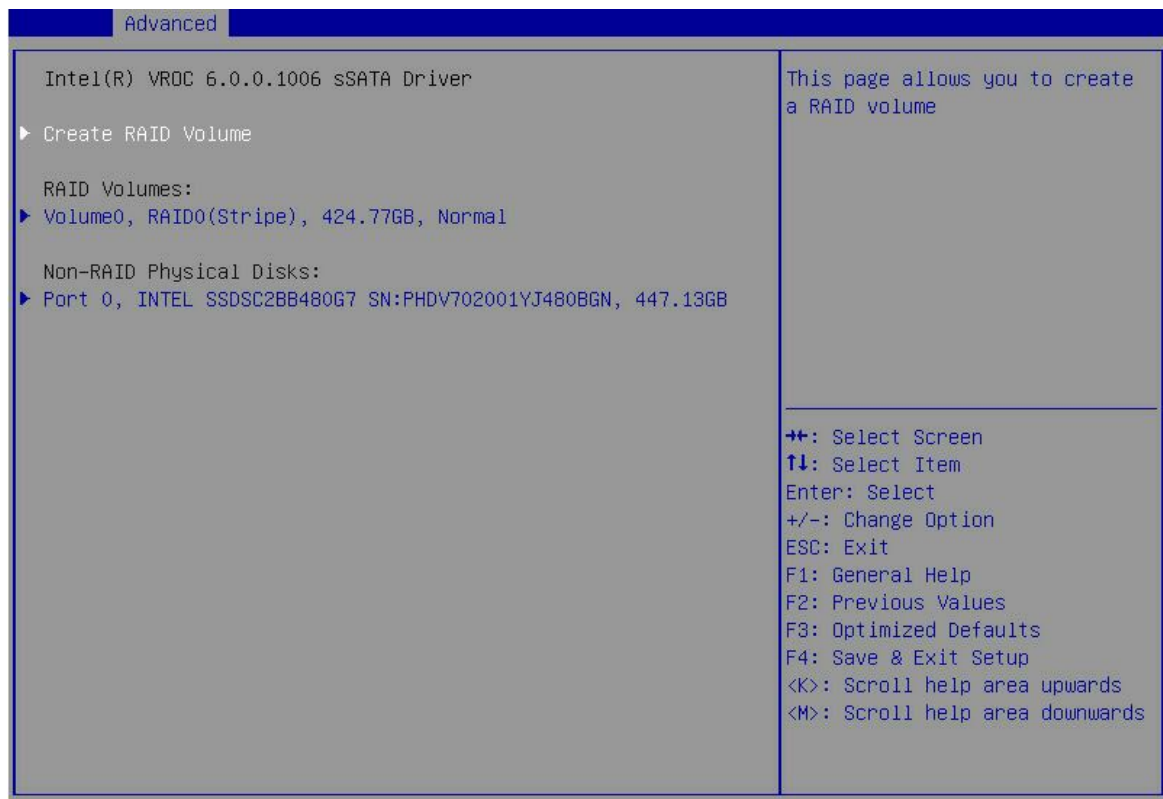 Advanced
Intel(R) VROC 6.0.0.1006 sSATA Driver
Create RAID Volume
RAID Volumes:
Volume0, RAID0(Stripe), 424.77GB, Normal
Non-RAID Physical Disks:
Port 0, INTEL SSDSC2BB480G7 SN:PHDV702001YJ480BGN, 447.13GB
This page allows you to create
a RAID volume
→←: Select Screen
↑↓: Select Item
Enter: Select
+/-: Change Option
ESC: Exit
F1: General Help
F2: Previous Values
F3: Optimized Defaults
F4: Save & Exit Setup
<K>: Scroll help area upwards
<M>: Scroll help area downwards